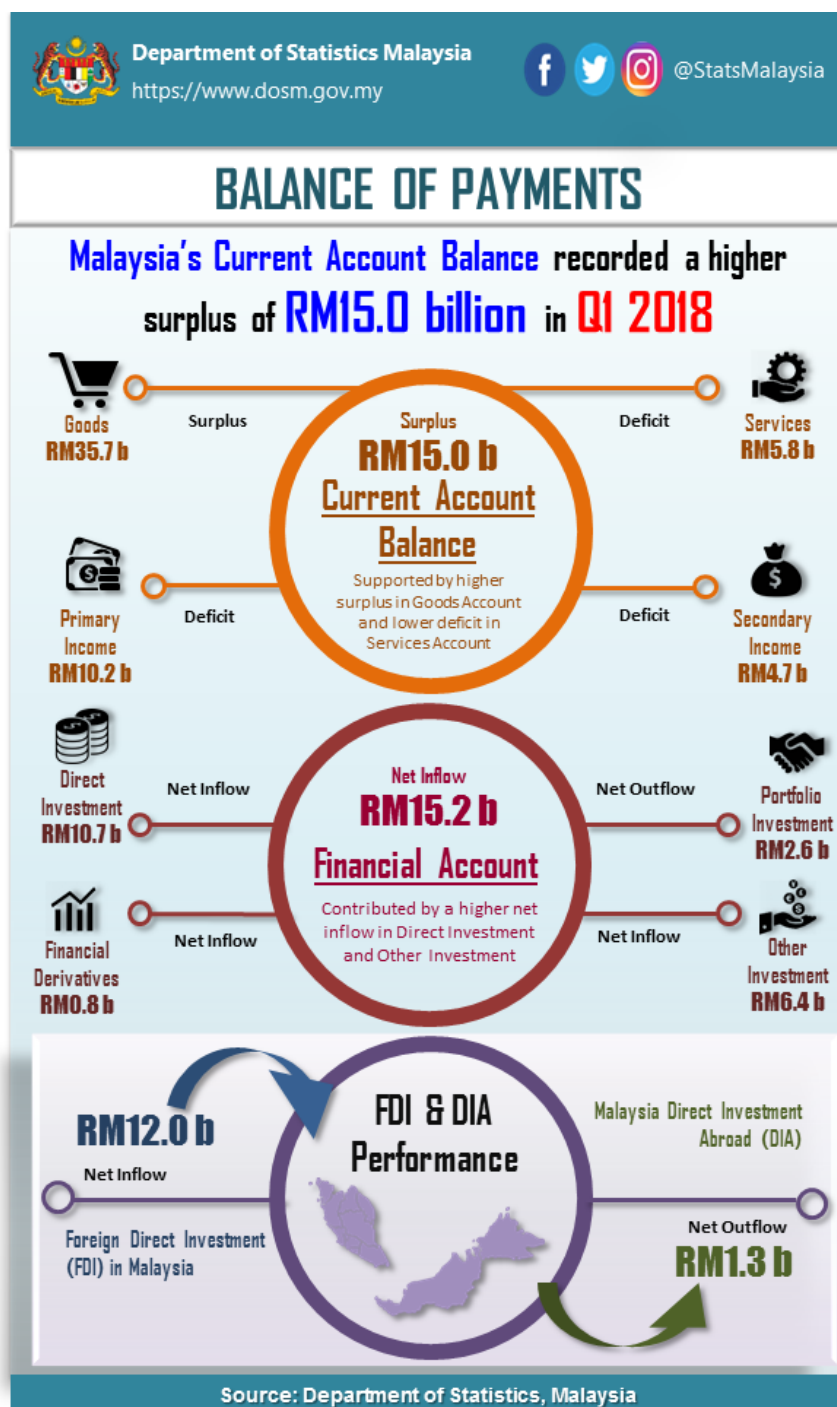 Department of Statistics Malaysia
https://www.dosm.gov.my
@StatsMalaysia
BALANCE OF PAYMENTS
Malaysia's Current Account Balance recorded a higher
surplus of RM15.0 billion in Q1 2018
Goods
RM35.7 b
Surplus
Surplus
RM15.0 b
Current Account
Balance
Supported by higher
surplus in Goods Account
and lower deficit in
Services Account
Deficit
Services
RM5.8 b
Primary
Income
RM10.2 b
Deficit
Deficit
Secondary
Income
RM4.7 b
Direct
Investment
RM10.7 b
Net Inflow
Net Inflow
RM15.2 b
Financial Account
Contributed by a higher net
inflow in Direct Investment
and Other Investment
Net Outflow
Portfolio
Investment
RM2.6 b
Financial
Derivatives
RM0.8 b
Net Inflow
Net Inflow
Other
Investment
RM6.4 b
RM12.0 b
Net Inflow
Foreign Direct Investment
(FDI) in Malaysia
FDI & DIA
Performance
Malaysia Direct Investment
Abroad (DIA)
Net Outflow
RM1.3 b
Source: Department of Statistics, Malaysia